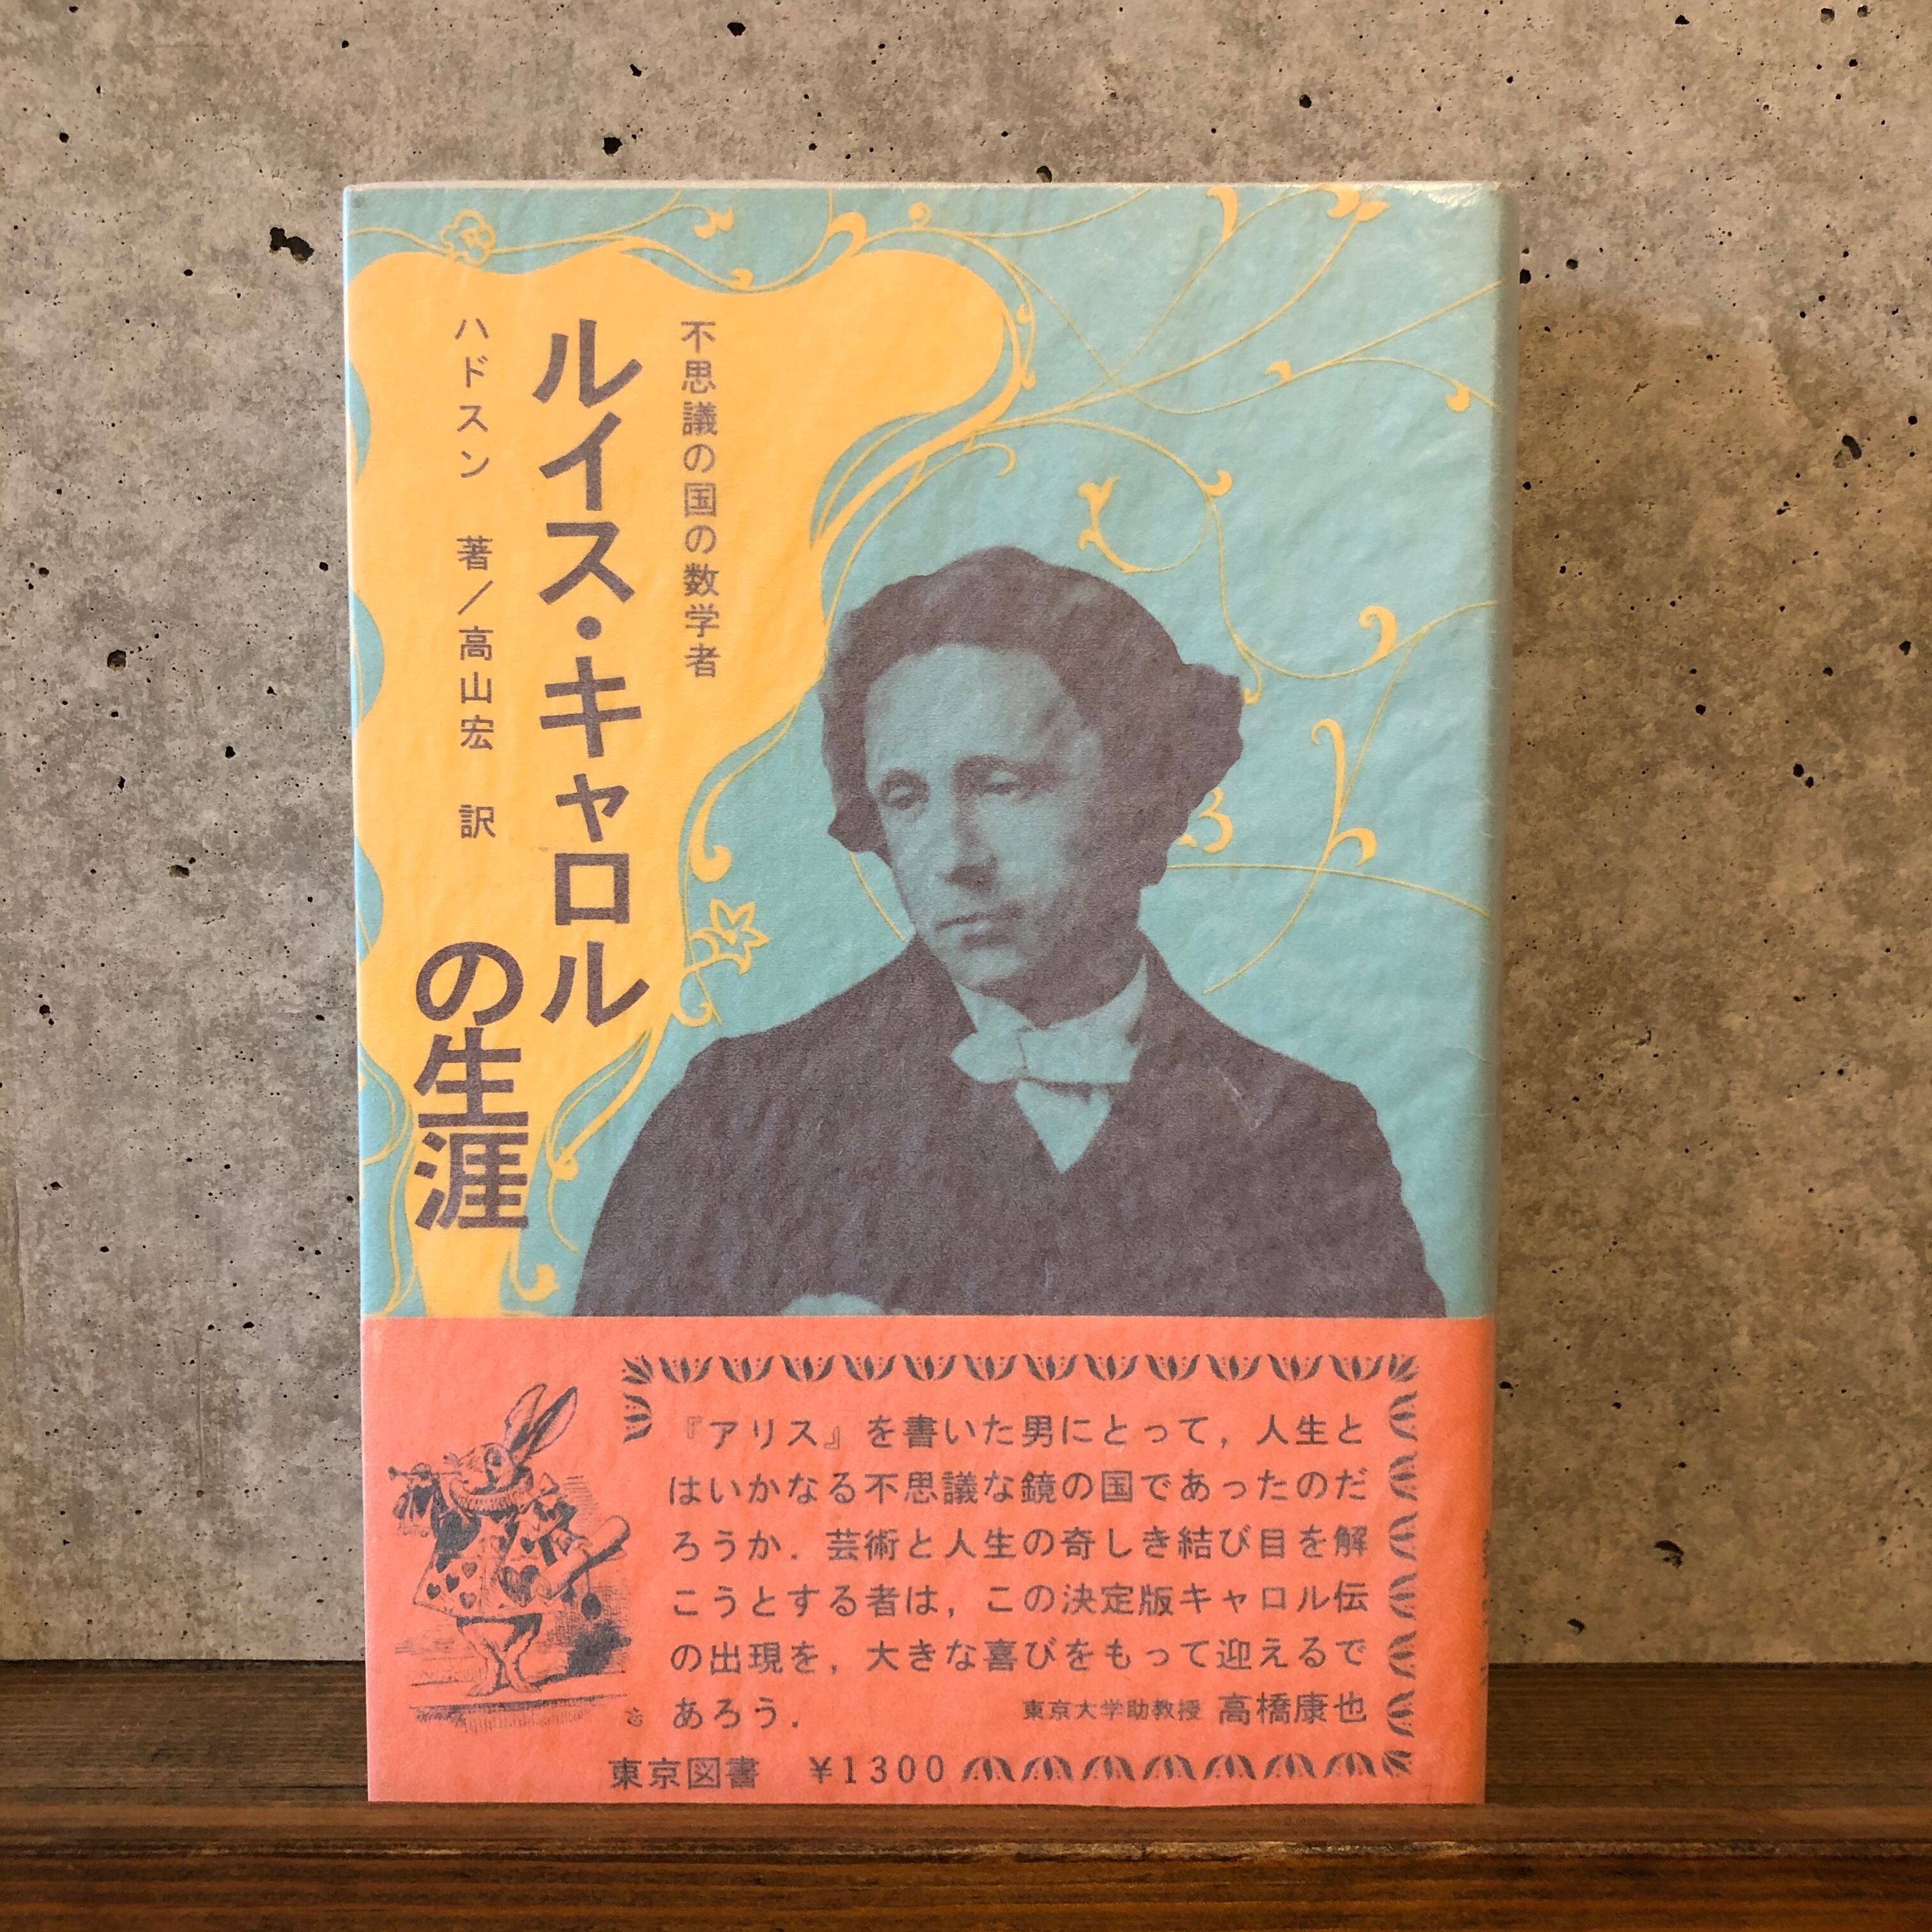 不思議の国の数学者
ルイス・キャロル
の生涯
ハドスン 著／高山宏 訳
『アリス』を書いた男にとって，人生と
はいかなる不思議な鏡の国であったのだ
ろうか．芸術と人生の奇しき結び目を解
こうとする者は，この決定版キャロル伝
の出現を，大きな喜びをもって迎えるで
あろう．
東京大学助教授 高橋康也
東京図書 ¥1300